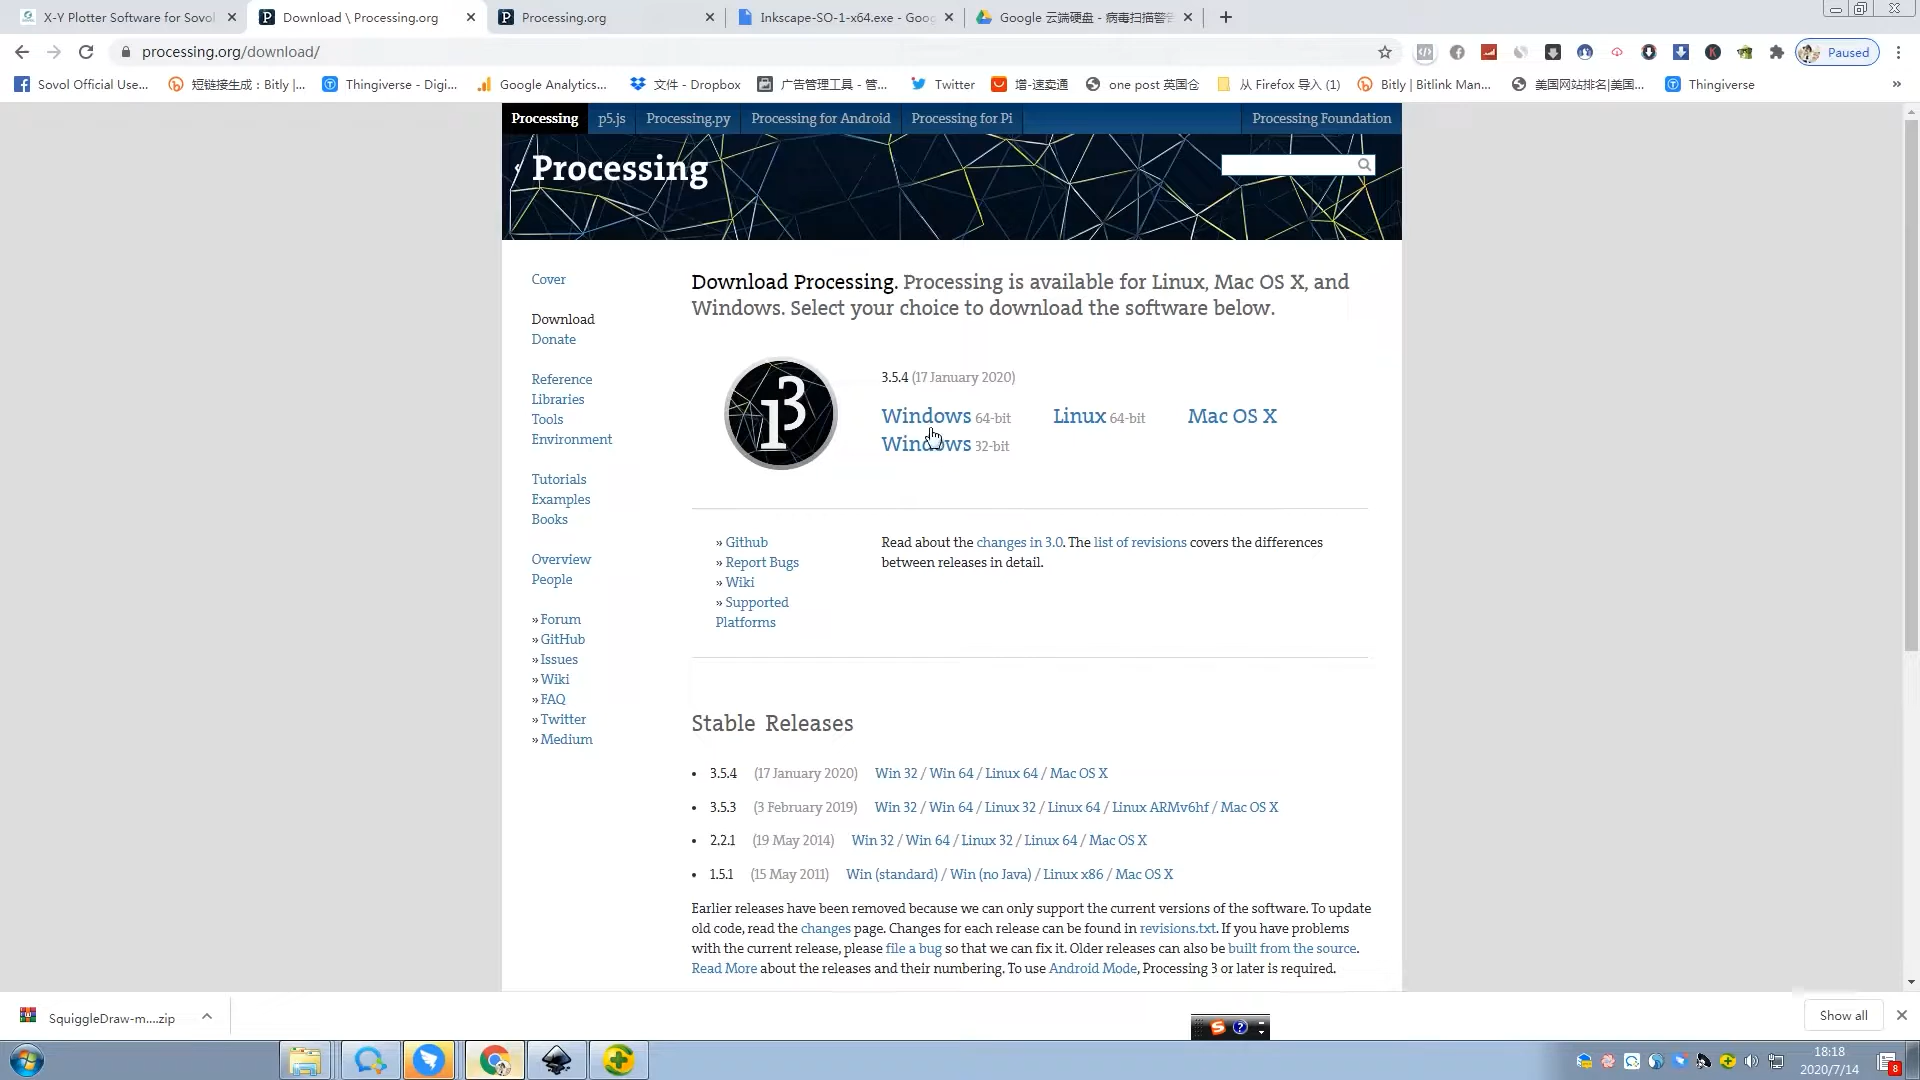 X-Y Plotter Software for Sovol
Download \ Processing.org
Processing.org
Inkscape-SO-1-x64.exe - Goog
Google 云端硬盘 - 病毒扫描警告
processing.org/download/
Paused
Sovol Official Use...
短链接生成：Bitly |...
Thingiverse - Digi...
Google Analytics...
文件 - Dropbox
广告管理工具 - 管...
Twitter
增-速卖通
one post 英国仓
从 Firefox 导入 (1)
Bitly | Bitlink Man...
美国网站排名|美国...
Thingiverse
»
Processing
p5.js
Processing.py
Processing for Android
Processing for Pi
Processing Foundation
Processing
Cover
Download
Donate
Reference
Libraries
Tools
Environment
Tutorials
Examples
Books
Overview
People
» Forum
» GitHub
» Issues
» Wiki
» FAQ
» Twitter
» Medium
Download Processing. Processing is available for Linux, Mac OS X, and
Windows. Select your choice to download the software below.
3.5.4 (17 January 2020)
Windows 64-bit
Linux 64-bit
Mac OS X
Windows 32-bit
» Github
» Report Bugs
» Wiki
» Supported
Platforms
Read about the changes in 3.0. The list of revisions covers the differences
between releases in detail.
Stable Releases
• 3.5.4 (17 January 2020) Win 32 / Win 64 / Linux 64 / Mac OS X
• 3.5.3 (3 February 2019) Win 32 / Win 64 / Linux 32 / Linux 64 / Linux ARMv6hf / Mac OS X
• 2.2.1 (19 May 2014) Win 32 / Win 64 / Linux 32 / Linux 64 / Mac OS X
• 1.5.1 (15 May 2011) Win (standard) / Win (no Java) / Linux x86 / Mac OS X
Earlier releases have been removed because we can only support the current versions of the software. To update
old code, read the changes page. Changes for each release can be found in revisions.txt. If you have problems
with the current release, please file a bug so that we can fix it. Older releases can also be built from the source.
Read More about the releases and their numbering. To use Android Mode, Processing 3 or later is required.
SquiggleDraw-m....zip
Show all
18:18
2020/7/14
8